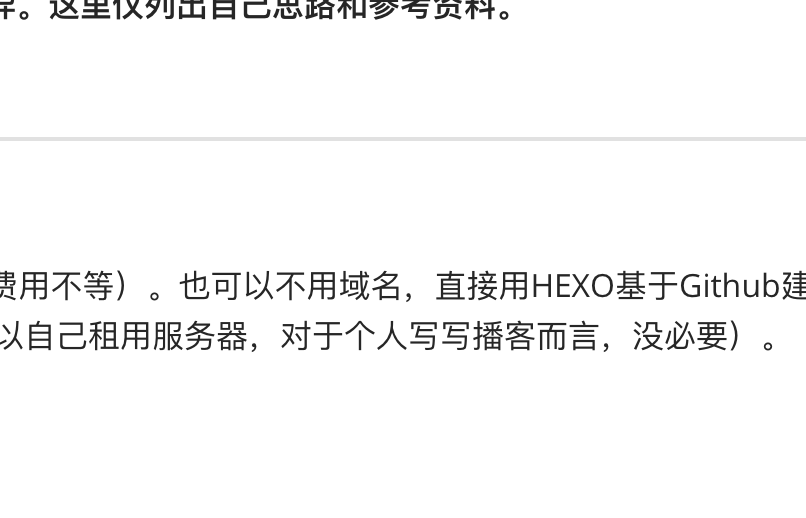 。这里仅列出自己思路和参考资料。
费用不等）。也可以不用域名，直接用HEXO基于Github建
以自己租用服务器，对于个人写写播客而言，没必要）。